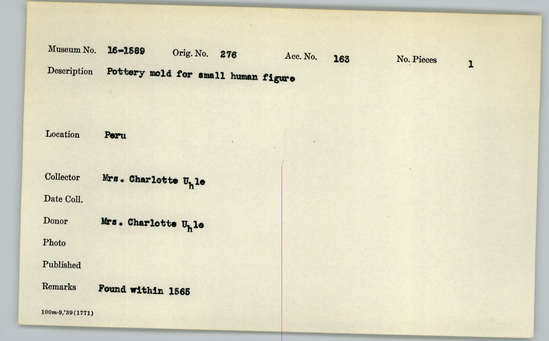 Museum No. 16-1589 Orig. No. 276 Acc. No. 163 No. Pieces 1
Description Pottery mold for small human figure
Location Peru
Collector Mrs. Charlotte Uhle
Date Coll.
Donor Mrs. Charlotte Uhle
Photo
Published
Remarks Found within 1565
100m-9,'39(1771)